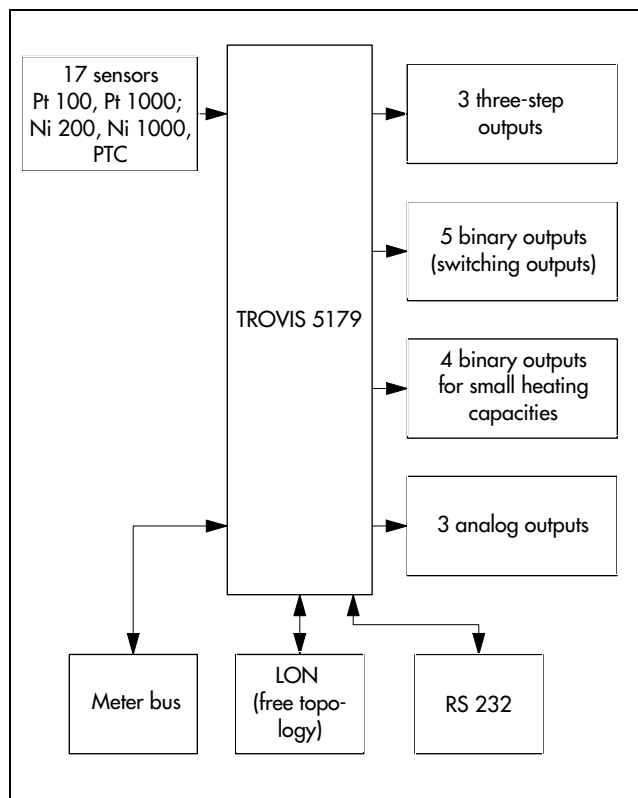 17 sensors
Pt 100, Pt 1000;
Ni 200, Ni 1000,
PTC
TROVIS 5179
3 three-step
outputs
5 binary outputs
(switching outputs)
4 binary outputs
for small heating
capacities
3 analog outputs
Meter bus
LON
(free topo-
logy)
RS 232